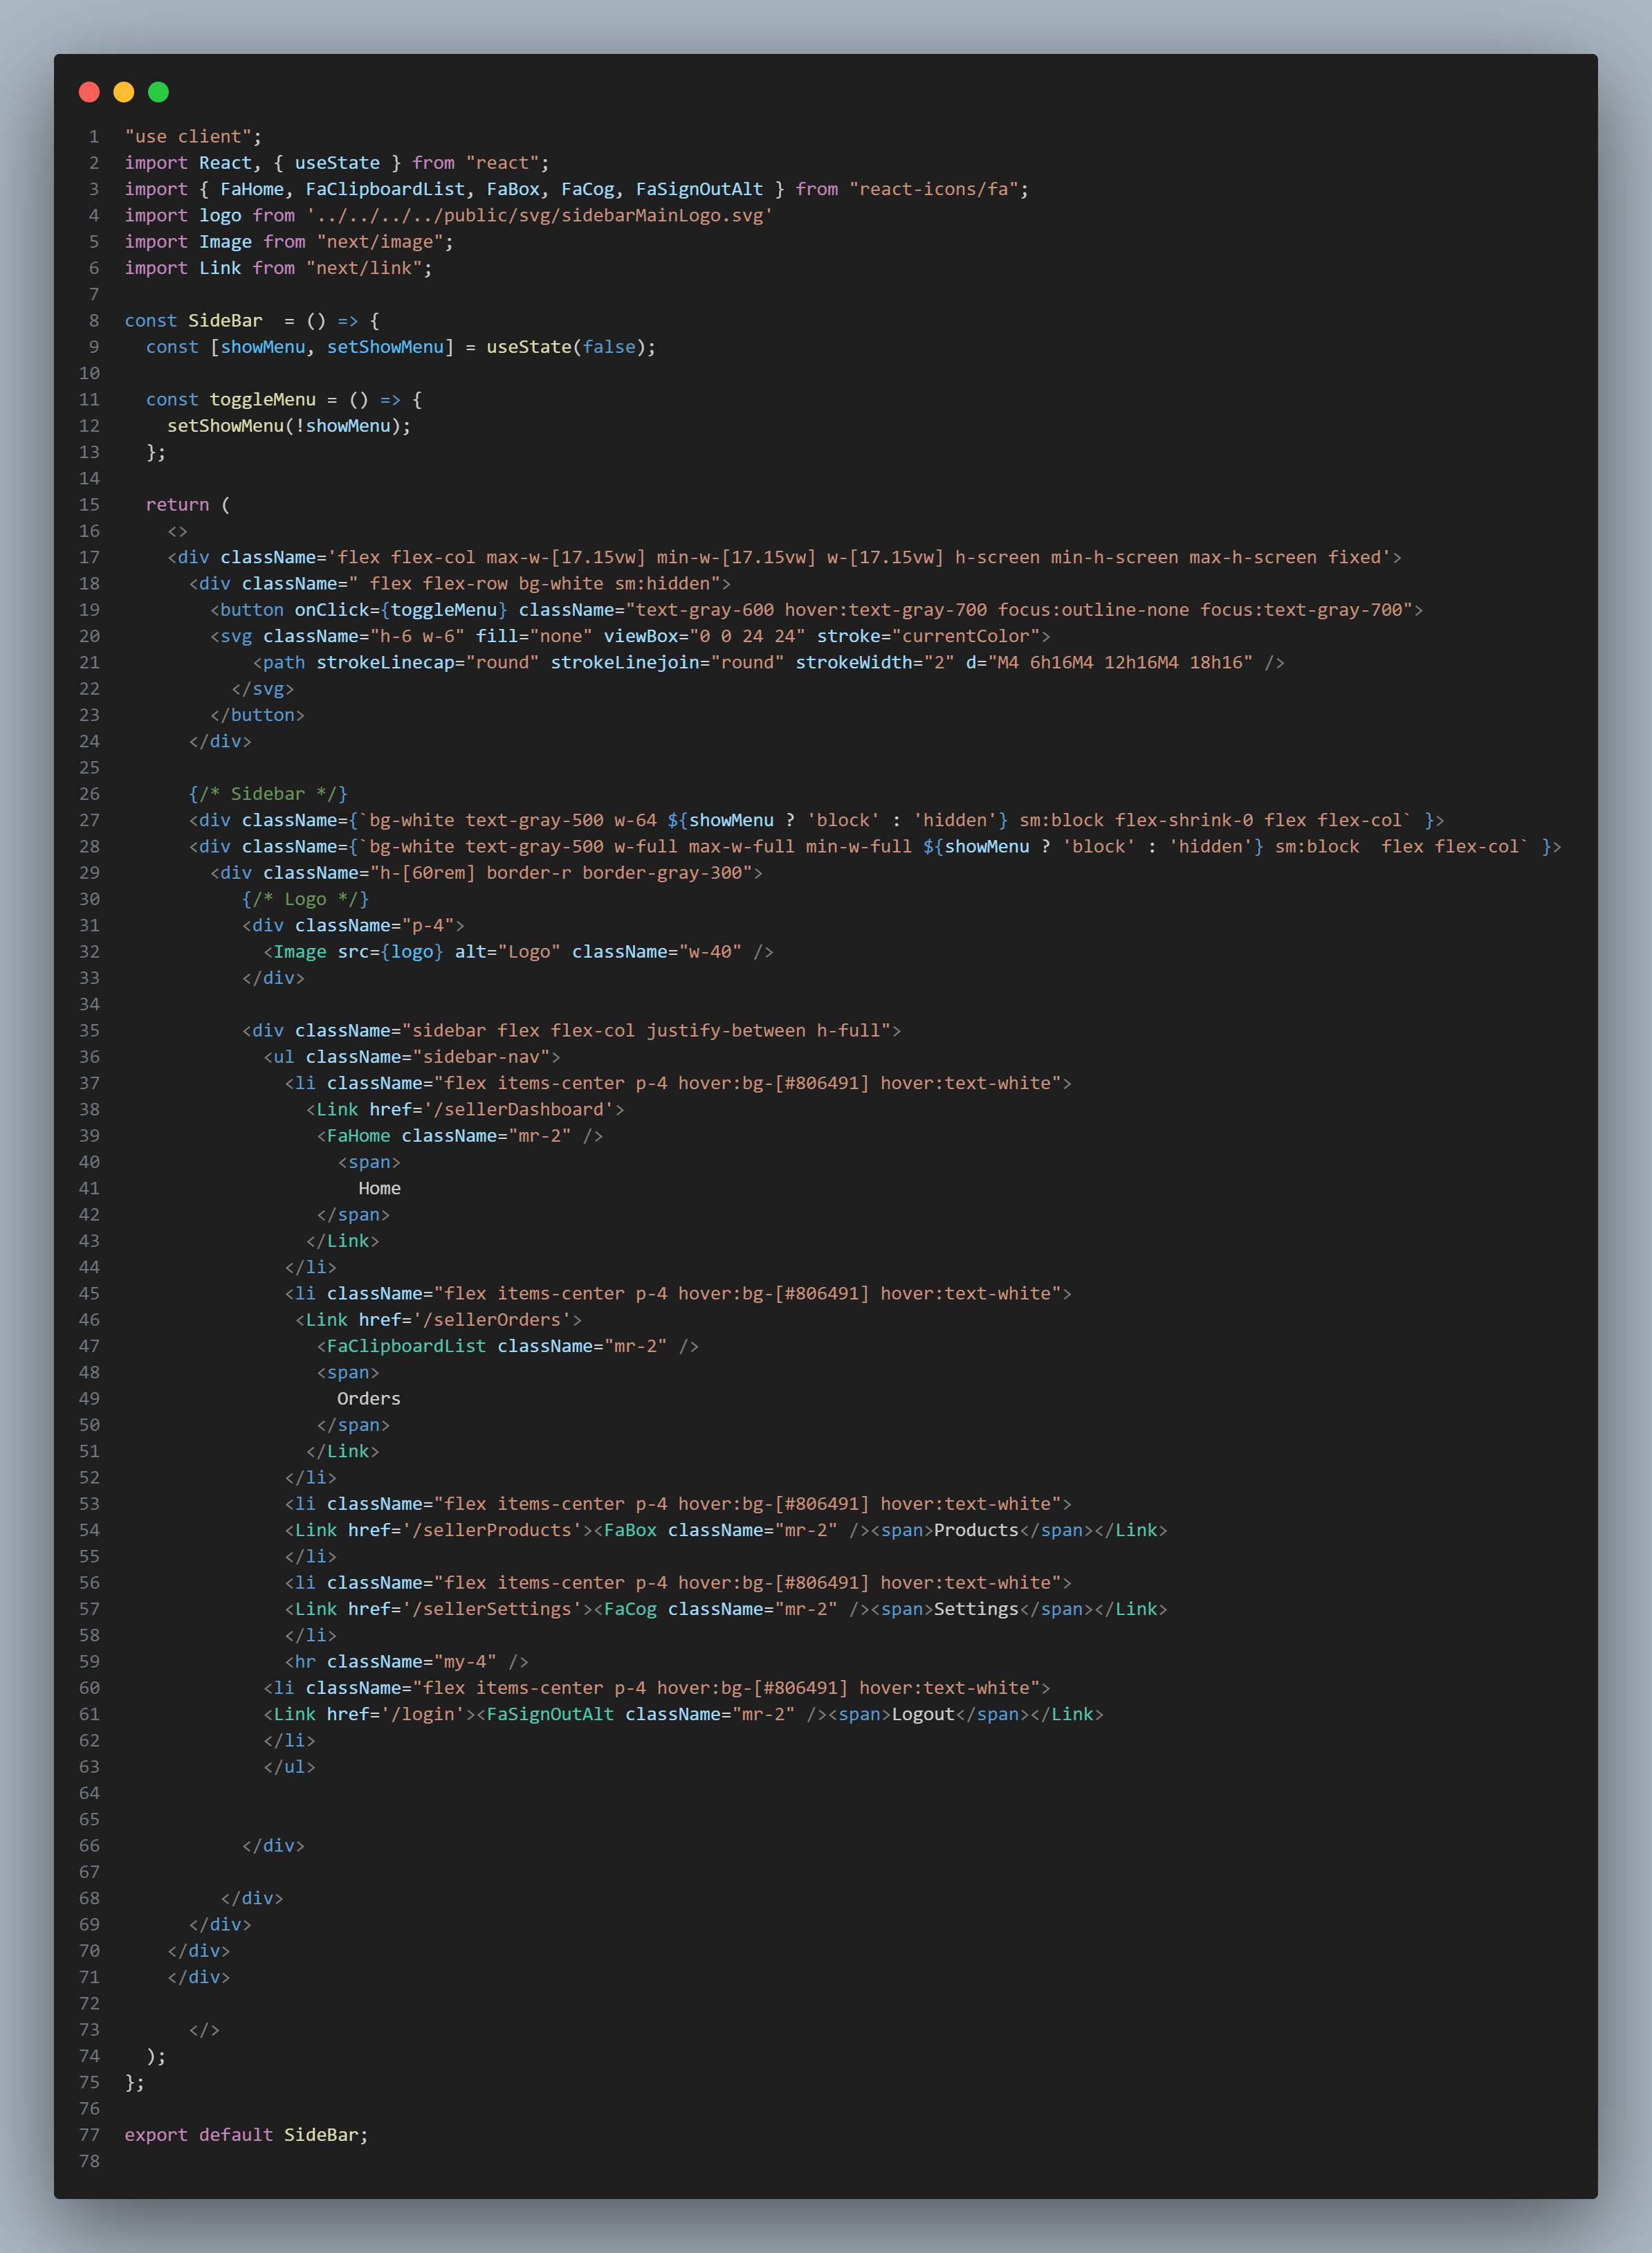 1 "use client";
2 import React, { useState } from "react";
3 import { FaHome, FaClipboardList, FaBox, FaCog, FaSignOutAlt } from "react-icons/fa";
4 import logo from '../../../../public/svg/sidebarMainLogo.svg'
5 import Image from "next/image";
6 import Link from "next/link";
7
8 const SideBar  = () => {
9   const [showMenu, setShowMenu] = useState(false);
10
11   const toggleMenu = () => {
12     setShowMenu(!showMenu);
13   };
14
15   return (
16     <>
17     <div className='flex flex-col max-w-[17.15vw] min-w-[17.15vw] w-[17.15vw] h-screen min-h-screen max-h-screen fixed'>
18       <div className=" flex flex-row bg-white sm:hidden">
19         <button onClick={toggleMenu} className="text-gray-600 hover:text-gray-700 focus:outline-none focus:text-gray-700">
20         <svg className="h-6 w-6" fill="none" viewBox="0 0 24 24" stroke="currentColor">
21             <path strokeLinecap="round" strokeLinejoin="round" strokeWidth="2" d="M4 6h16M4 12h16M4 18h16" />
22           </svg>
23         </button>
24       </div>
25
26       {/* Sidebar */}
27       <div className={`bg-white text-gray-500 w-64 ${showMenu ? 'block' : 'hidden'} sm:block flex-shrink-0 flex flex-col` }>
28       <div className={`bg-white text-gray-500 w-full max-w-full min-w-full ${showMenu ? 'block' : 'hidden'} sm:block  flex flex-col` }>
29         <div className="h-[60rem] border-r border-gray-300">
30            {/* Logo */}
31            <div className="p-4">
32              <Image src={logo} alt="Logo" className="w-40" />
33            </div>
34
35            <div className="sidebar flex flex-col justify-between h-full">
36              <ul className="sidebar-nav">
37                <li className="flex items-center p-4 hover:bg-[#806491] hover:text-white">
38                  <Link href='/sellerDashboard'>
39                   <FaHome className="mr-2" />
40                     <span>
41                       Home
42                   </span>
43                  </Link>
44                </li>
45                <li className="flex items-center p-4 hover:bg-[#806491] hover:text-white">
46                 <Link href='/sellerOrders'>
47                   <FaClipboardList className="mr-2" />
48                   <span>
49                     Orders
50                   </span>
51                  </Link>
52                </li>
53                <li className="flex items-center p-4 hover:bg-[#806491] hover:text-white">
54                <Link href='/sellerProducts'><FaBox className="mr-2" /><span>Products</span></Link>
55                </li>
56                <li className="flex items-center p-4 hover:bg-[#806491] hover:text-white">
57                <Link href='/sellerSettings'><FaCog className="mr-2" /><span>Settings</span></Link>
58                </li>
59                <hr className="my-4" />
60              <li className="flex items-center p-4 hover:bg-[#806491] hover:text-white">
61              <Link href='/login'><FaSignOutAlt className="mr-2" /><span>Logout</span></Link>
62              </li>
63              </ul>
64
65
66            </div>
67
68          </div>
69       </div>
70     </div>
71     </div>
72
73       </>
74   );
75 };
76
77 export default SideBar;
78